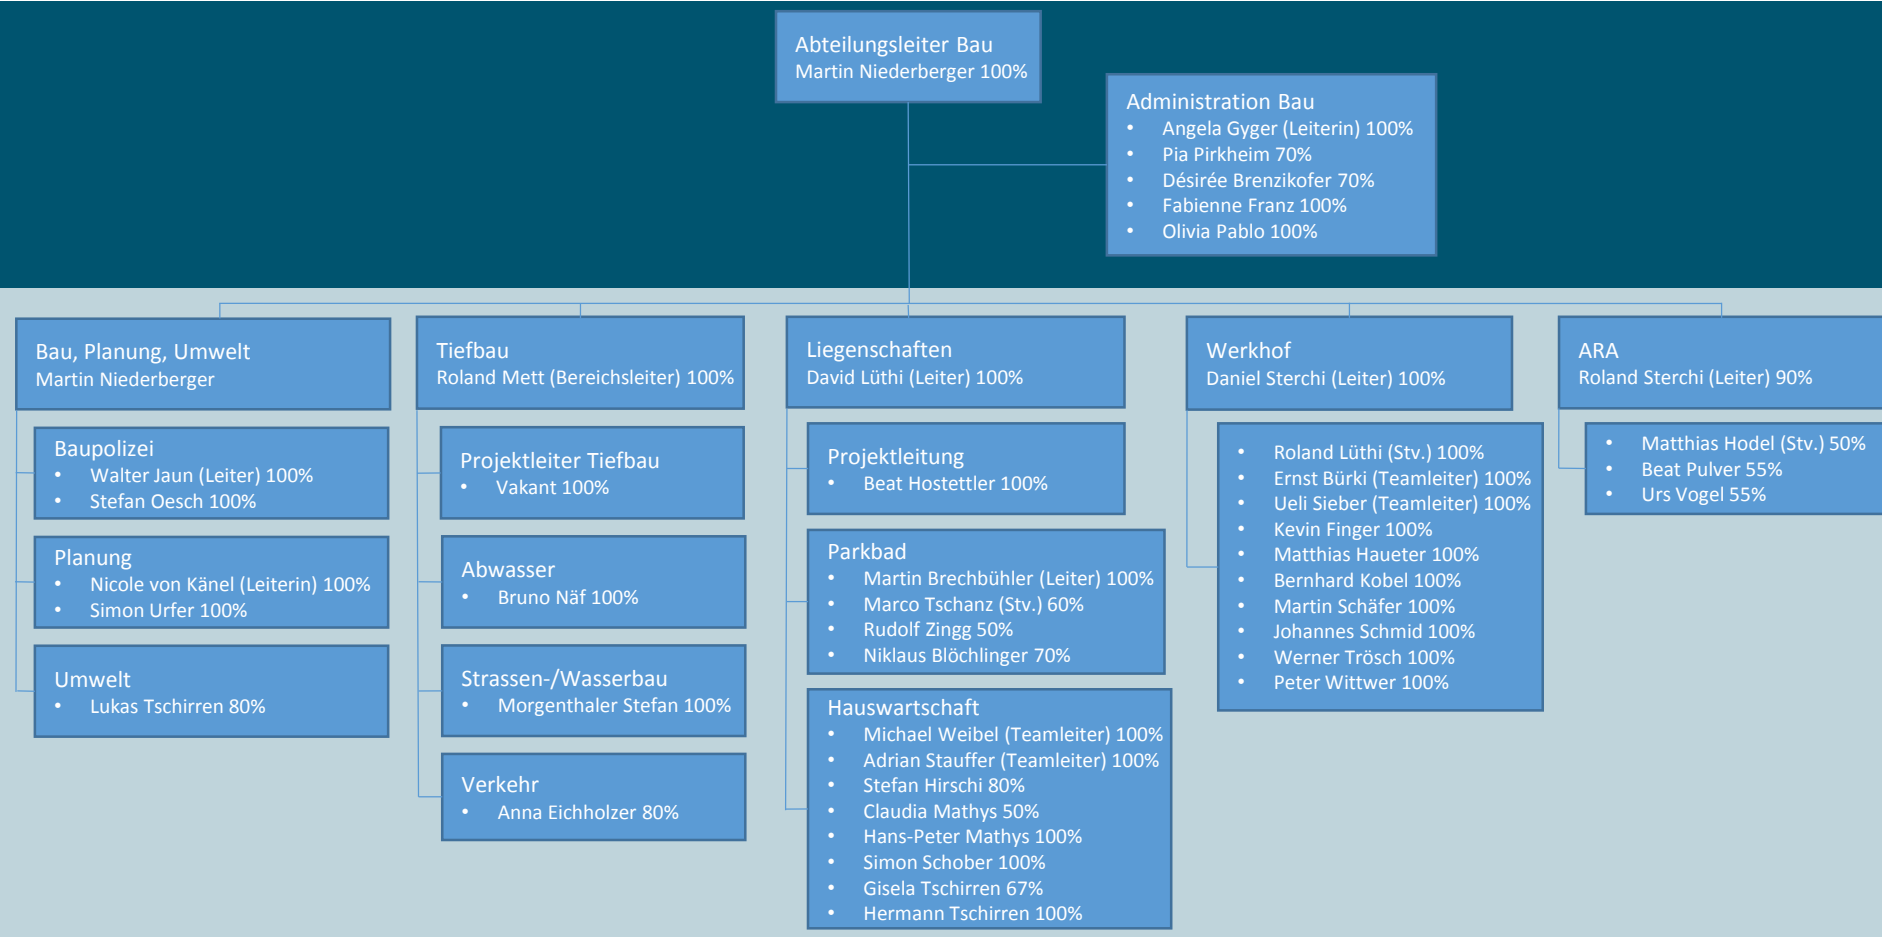 Abteilungsleiter Bau
Martin Niederberger 100%
Administration Bau
• Angela Gyger (Leiterin) 100%
• Pia Pirkheim 70%
• Désirée Brenzikofer 70%
• Fabienne Franz 100%
• Olivia Pablo 100%
Bau, Planung, Umwelt
Martin Niederberger
Baupolizei
• Walter Jaun (Leiter) 100%
• Stefan Oesch 100%
Planung
• Nicole von Känel (Leiterin) 100%
• Simon Urfer 100%
Umwelt
• Lukas Tschirren 80%
Tiefbau
Roland Mett (Bereichsleiter) 100%
Projektleiter Tiefbau
• Vakant 100%
Abwasser
• Bruno Näf 100%
Strassen-/Wasserbau
• Morgenthaler Stefan 100%
Verkehr
• Anna Eichholzer 80%
Liegenschaften
David Lüthi (Leiter) 100%
Projektleitung
• Beat Hostettler 100%
Parkbad
• Martin Brechbühler (Leiter) 100%
• Marco Tschanz (Stv.) 60%
• Rudolf Zingg 50%
• Niklaus Blöchlinger 70%
Hauswartschaft
• Michael Weibel (Teamleiter) 100%
• Adrian Stauffer (Teamleiter) 100%
• Stefan Hirschi 80%
• Claudia Mathys 50%
• Hans-Peter Mathys 100%
• Simon Schober 100%
• Gisela Tschirren 67%
• Hermann Tschirren 100%
Werkhof
Daniel Sterchi (Leiter) 100%
• Roland Lüthi (Stv.) 100%
• Ernst Bürki (Teamleiter) 100%
• Ueli Sieber (Teamleiter) 100%
• Kevin Finger 100%
• Matthias Haueter 100%
• Bernhard Kobel 100%
• Martin Schäfer 100%
• Johannes Schmid 100%
• Werner Trösch 100%
• Peter Wittwer 100%
ARA
Roland Sterchi (Leiter) 90%
• Matthias Hodel (Stv.) 50%
• Beat Pulver 55%
• Urs Vogel 55%